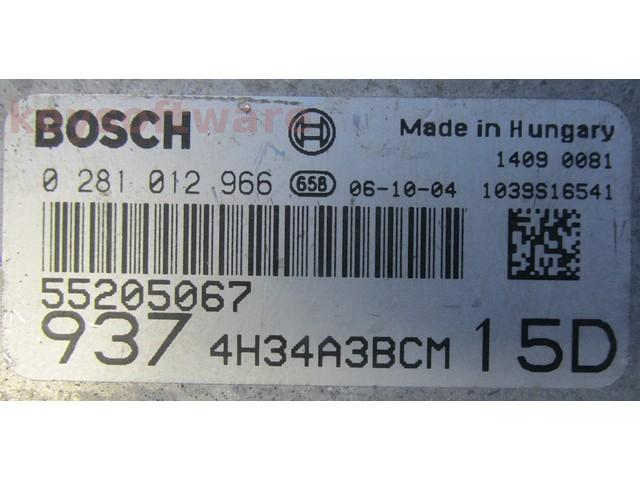 keysoftware
BOSCH Made in Hungary
1409 0081
0 281 012 966 658 06-10-04 1039S16541
55205067
937 4H34A3BCM 15D